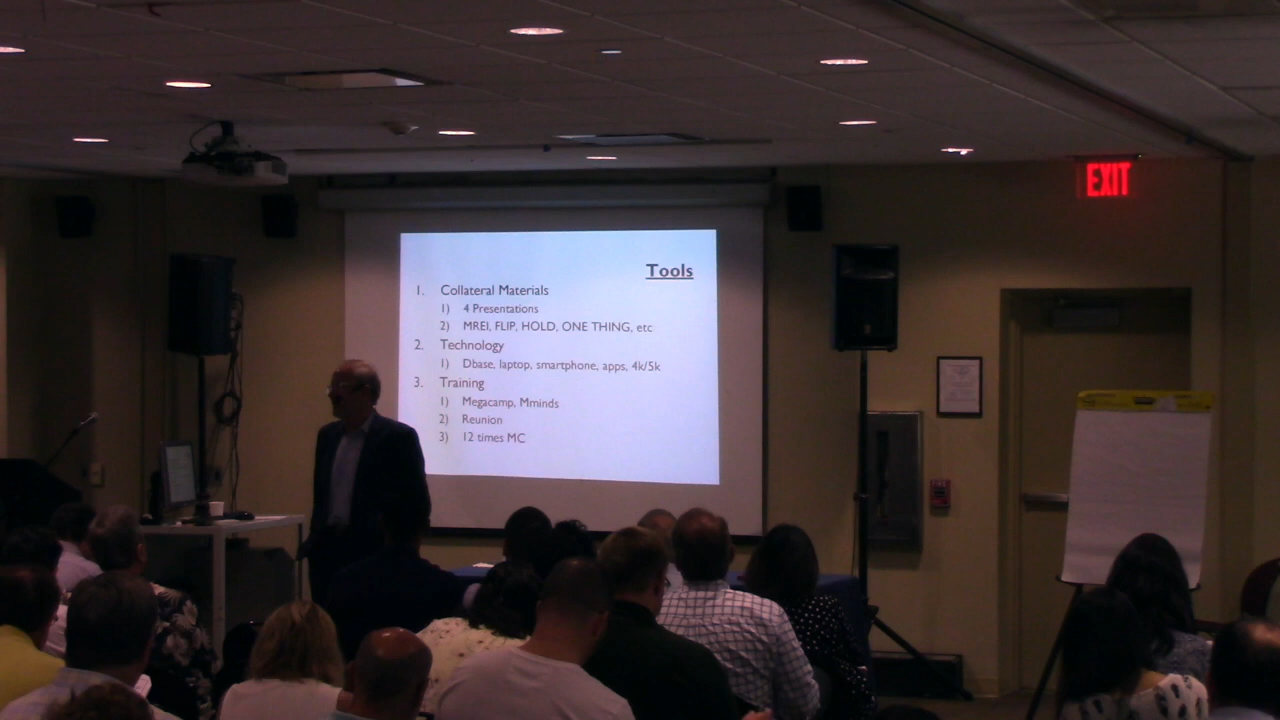 EXIT
Tools
1. Collateral Materials
1) 4 Presentations
2) MREI, FLIP, HOLD, ONE THING, etc
2. Technology
1) Dbase, laptop, smartphone, apps, 4k/5k
3. Training
1) Megacamp, Mminds
2) Reunion
3) 12 times MC